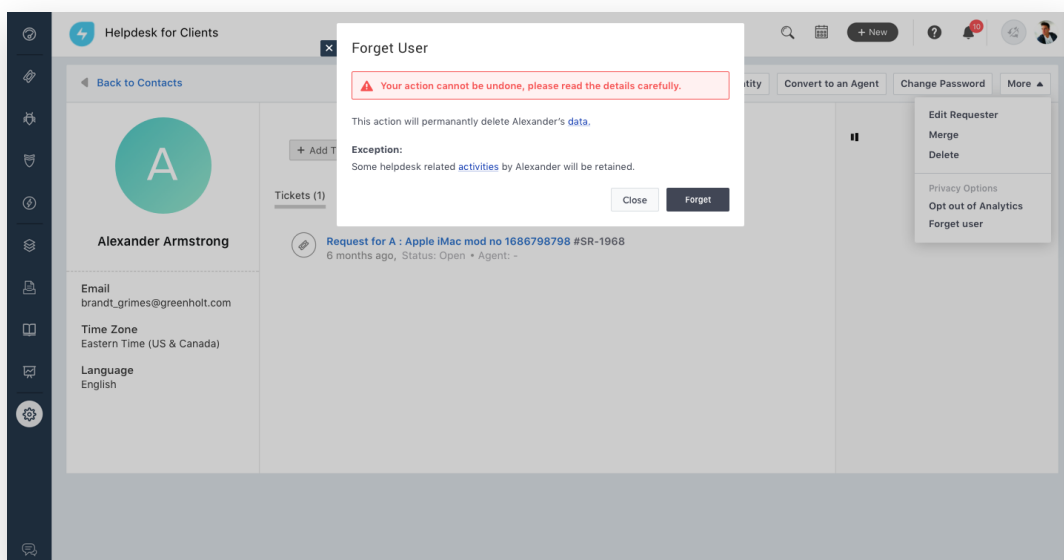 Helpdesk for Clients
+ New
10
Back to Contacts
tity
Convert to an Agent
Change Password
More
Forget User
Your action cannot be undone, please read the details carefully.
This action will permanantly delete Alexander's data.
Exception:
Some helpdesk related activities by Alexander will be retained.
Close
Forget
Edit Requester
Merge
Delete
Privacy Options
Opt out of Analytics
Forget user
A
Alexander Armstrong
Email
brandt_grimes@greenholt.com
Time Zone
Eastern Time (US & Canada)
Language
English
+ Add T
Tickets (1)
Request for A : Apple iMac mod no 1686798798 #SR-1968
6 months ago, Status: Open • Agent: -